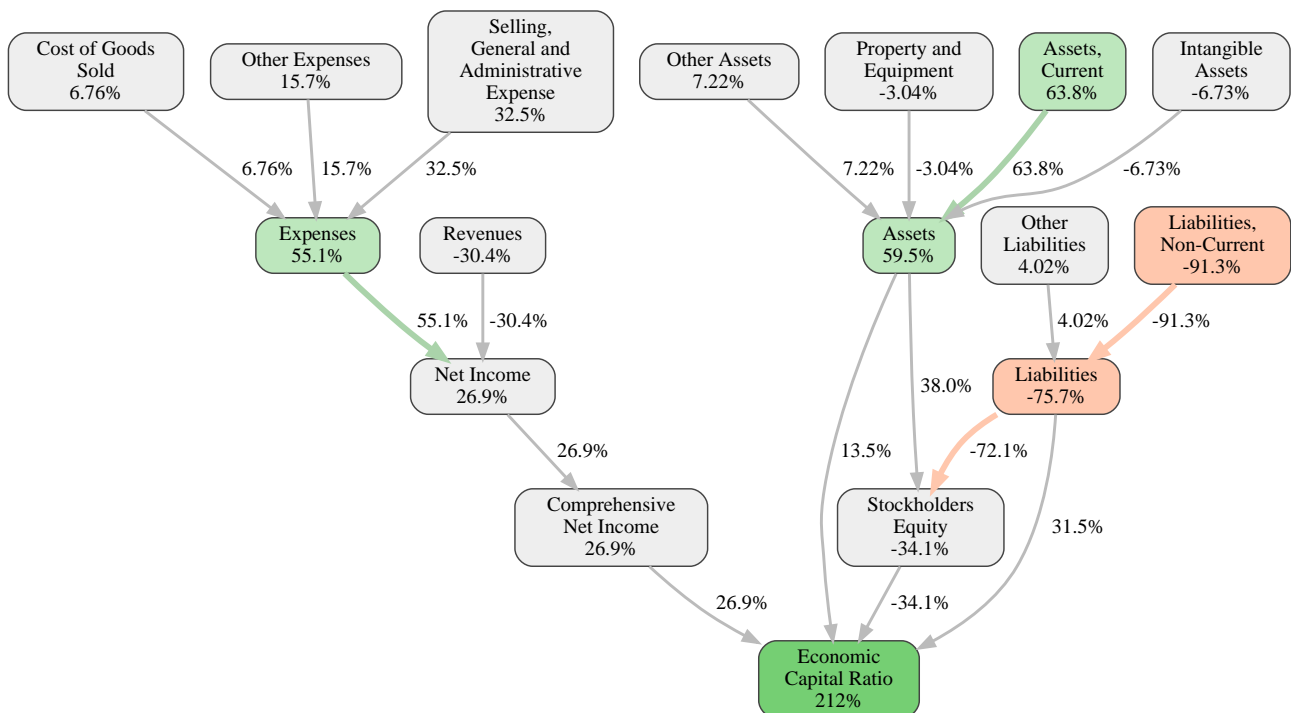 Cost of Goods
Sold
6.76%
Other Expenses
15.7%
Selling,
General and
Administrative
Expense
32.5%
Other Assets
7.22%
Property and
Equipment
-3.04%
Assets,
Current
63.8%
Intangible
Assets
-6.73%
6.76%
15.7%
32.5%
7.22%
-3.04%
63.8%
-6.73%
Expenses
55.1%
Revenues
-30.4%
Assets
59.5%
Other
Liabilities
4.02%
Liabilities,
Non-Current
-91.3%
55.1%
-30.4%
4.02%
-91.3%
Net Income
26.9%
38.0%
Liabilities
-75.7%
26.9%
13.5%
-72.1%
Comprehensive
Net Income
26.9%
Stockholders
Equity
-34.1%
31.5%
26.9%
-34.1%
Economic
Capital Ratio
212%